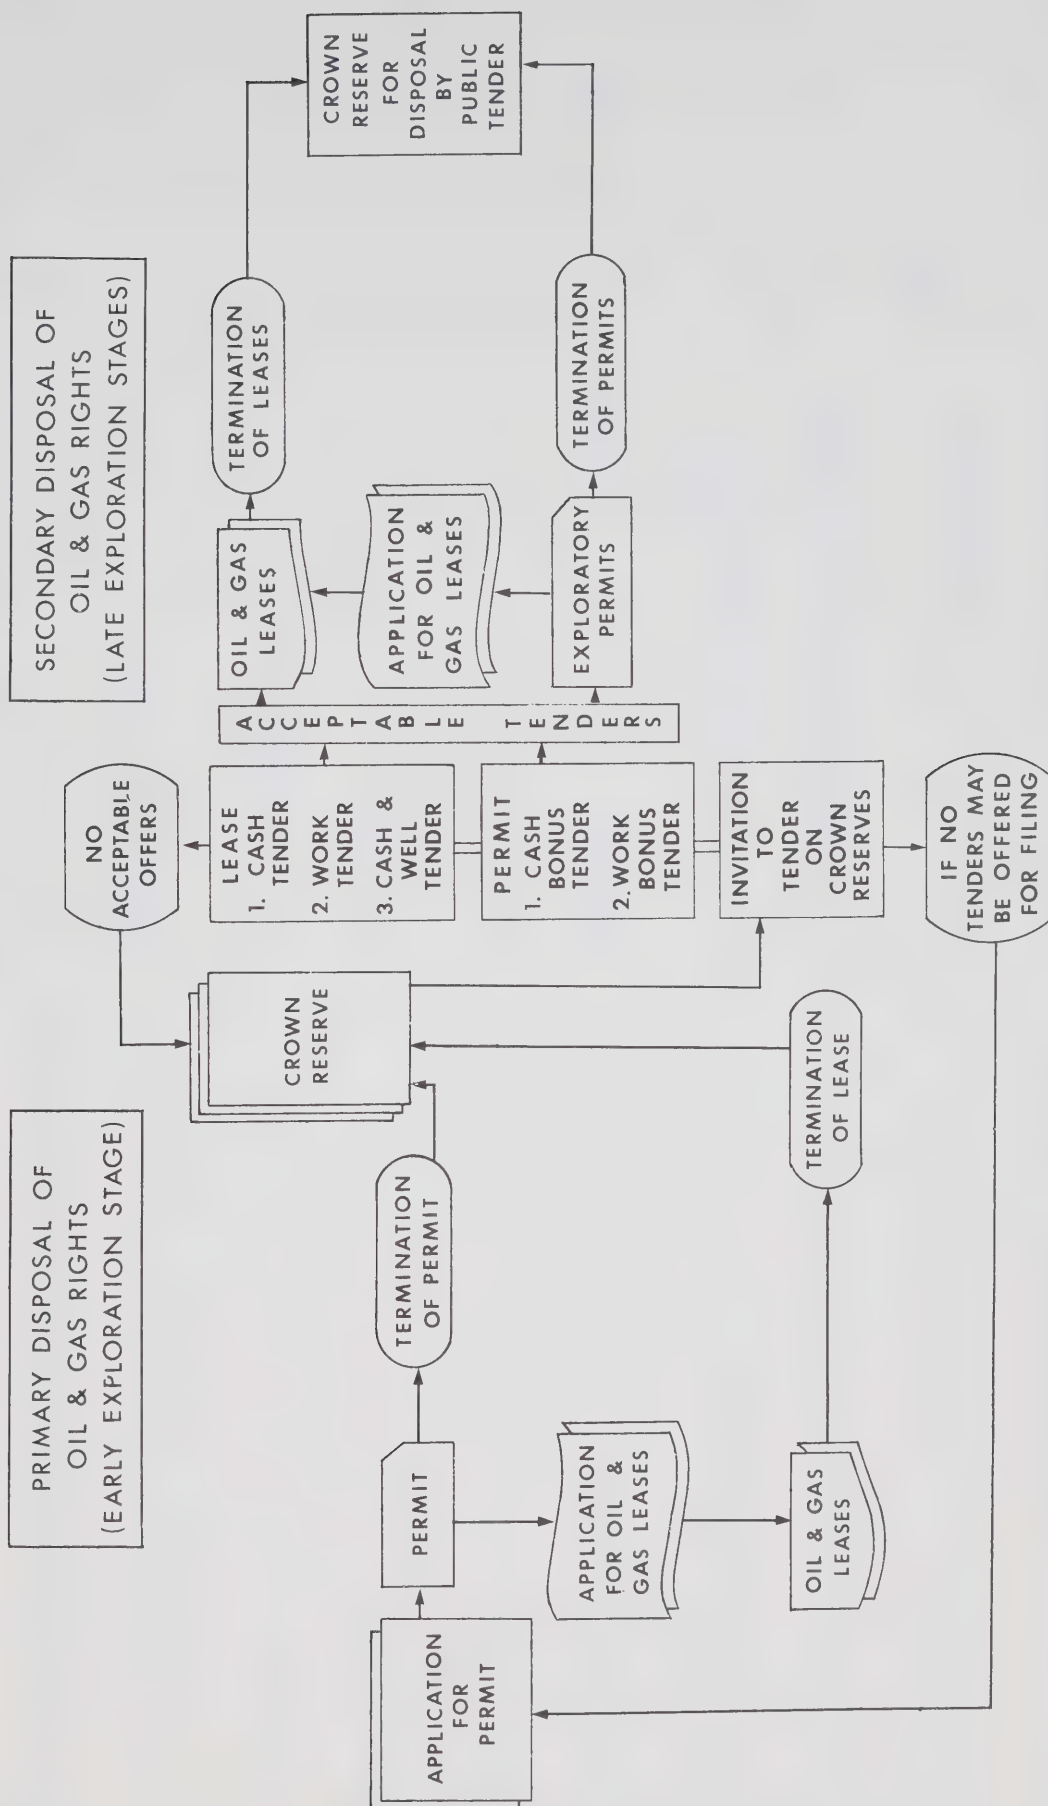 PRIMARY DISPOSAL OF
OIL & GAS RIGHTS
(EARLY EXPLORATION STAGE)
SECONDARY DISPOSAL OF
OIL & GAS RIGHTS
(LATE EXPLORATION STAGES)
APPLICATION
FOR
PERMIT
PERMIT
TERMINATION
OF PERMIT
APPLICATION
FOR OIL &
GAS LEASES
OIL & GAS
LEASES
TERMINATION
OF LEASE
CROWN
RESERVE
NO
ACCEPTABLE
OFFERS
LEASE
1. CASH
TENDER
2. WORK
TENDER
3. CASH &
WELL
TENDER
PERMIT
1. CASH
BONUS
TENDER
2. WORK
BONUS
TENDER
INVITATION
TO
TENDER
ON
CROWN
RESERVES
IF NO
TENDERS MAY
BE OFFERED
FOR FILING
ACCEPTABLE TENDERS
OIL & GAS
LEASES
APPLICATION
FOR OIL &
GAS LEASES
EXPLORATORY
PERMITS
TERMINATION
OF LEASES
TERMINATION
OF PERMITS
CROWN
RESERVE
FOR
DISPOSAL
BY
PUBLIC
TENDER